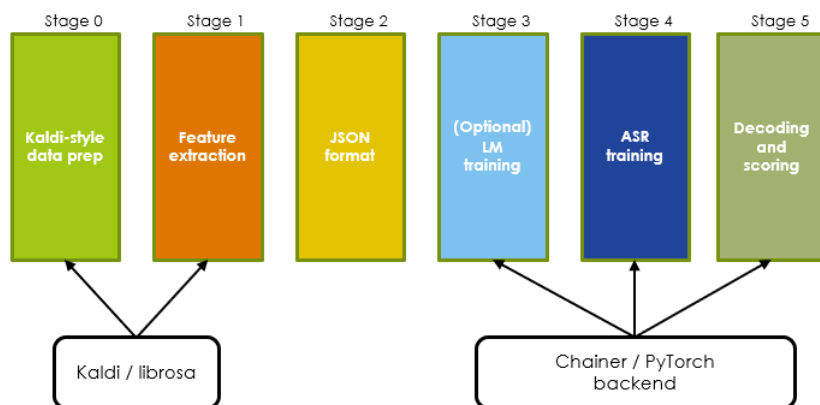 Stage 0
Stage 1
Stage 2
Stage 3
Stage 4
Stage 5
Kaldi-style
data prep
Feature
extraction
JSON
format
(Optional)
LM
training
ASR
training
Decoding
and
scoring
Kaldi / librosa
Chainer / PyTorch
backend